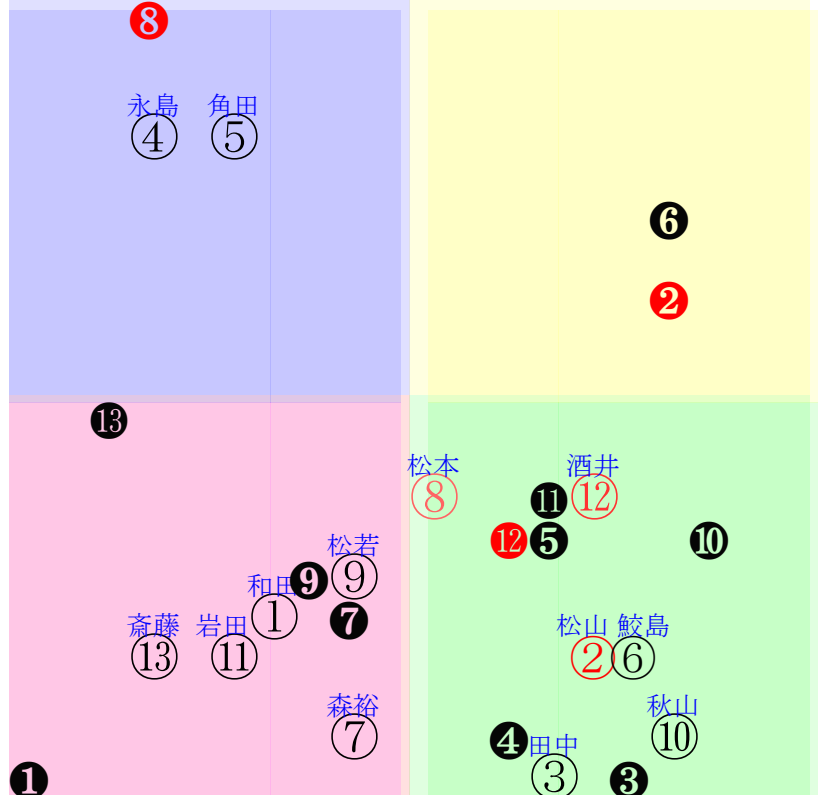 ❽
永島 角田
④ ⑤
❻
❷
⓭
松本 酒井
⑧ ⓫ ⑫
⓬ ❺ ❿
松若
❾ ⑨
和田
① ❼
斎藤 岩田 松山 鮫島
⑬ ⑪ ② ⑥
森裕 秋山
⑦ ❹ ⑩
田中
❶ ③ ❸